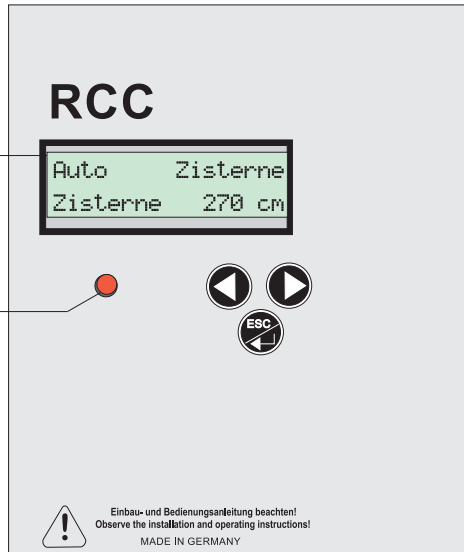 RCC
Auto Zisterne
Zisterne 270 cm
ESC
Einbau- und Bedienungsanleitung beachten!
Observe the installation and operating instructions!
MADE IN GERMANY